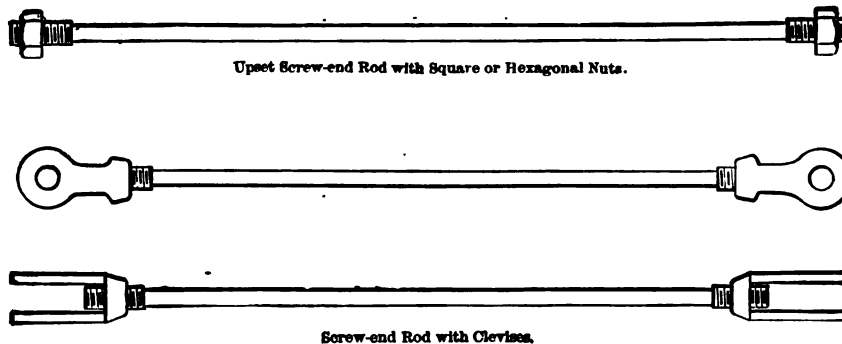 Upset Screw-end Rod with Square or Hexagonal Nuts.
Screw-end Rod with Clevises,